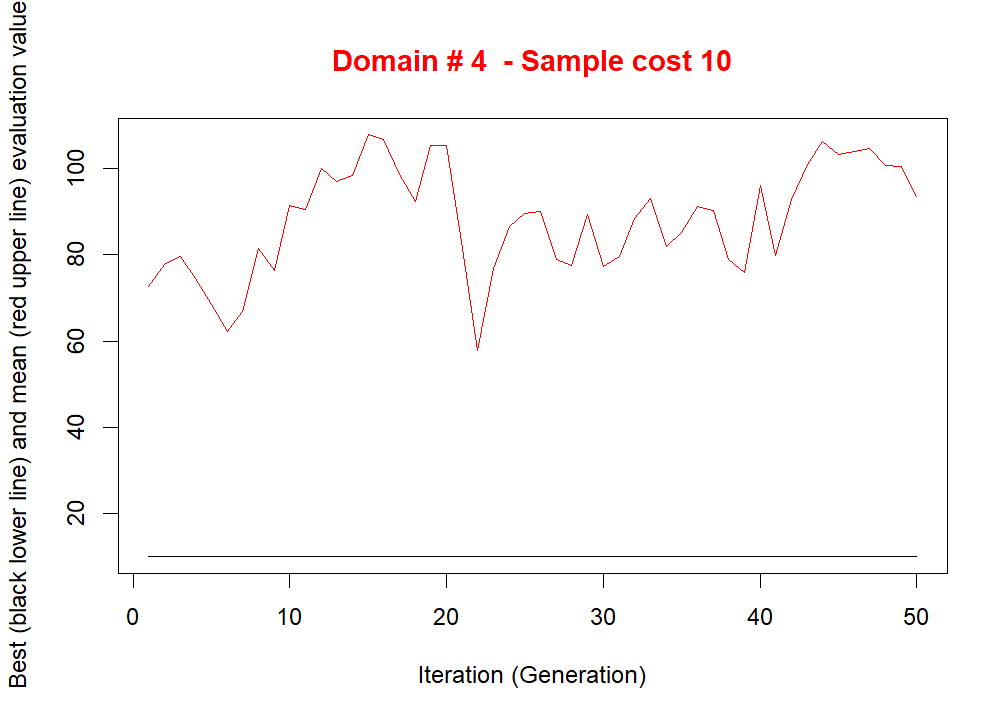 Domain # 4  - Sample cost 10
Best (black lower line) and mean (red upper line) evaluation value
100
80
60
40
20
0 10 20 30 40 50
Iteration (Generation)